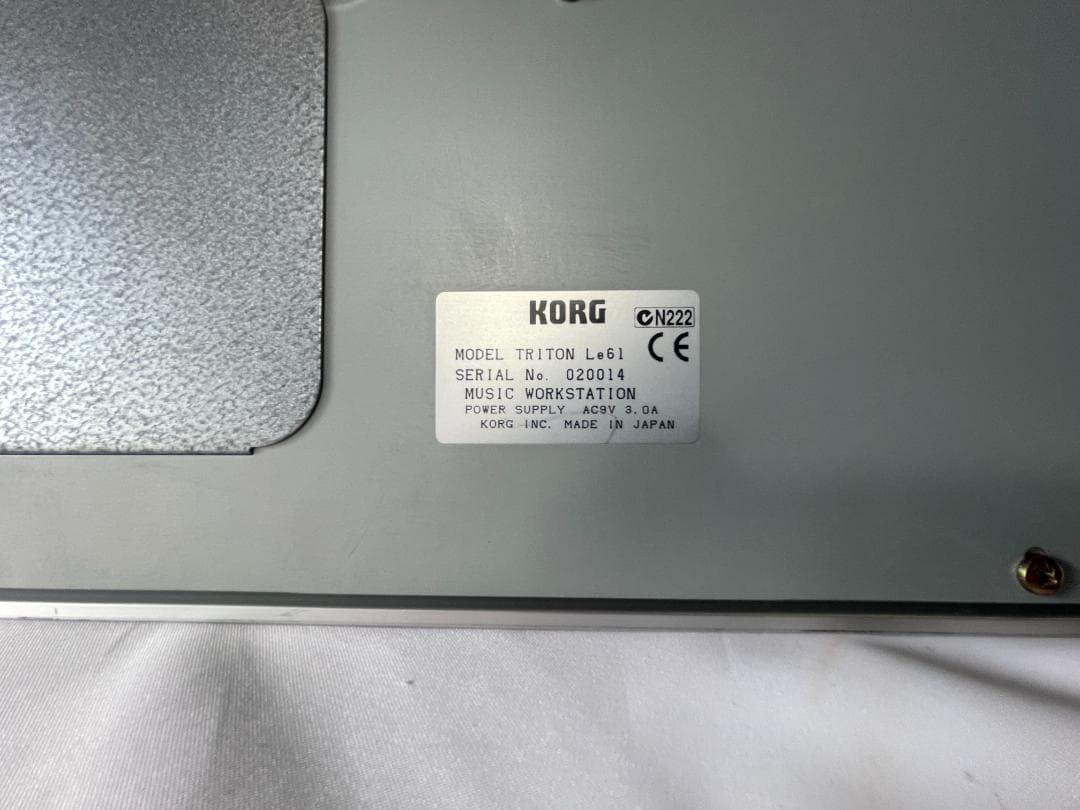 KORG
N222
MODEL TRITON Le61
CE
SERIAL No. 020014
MUSIC WORKSTATION
POWER SUPPLY AC9V 3.0A
KORG INC. MADE IN JAPAN